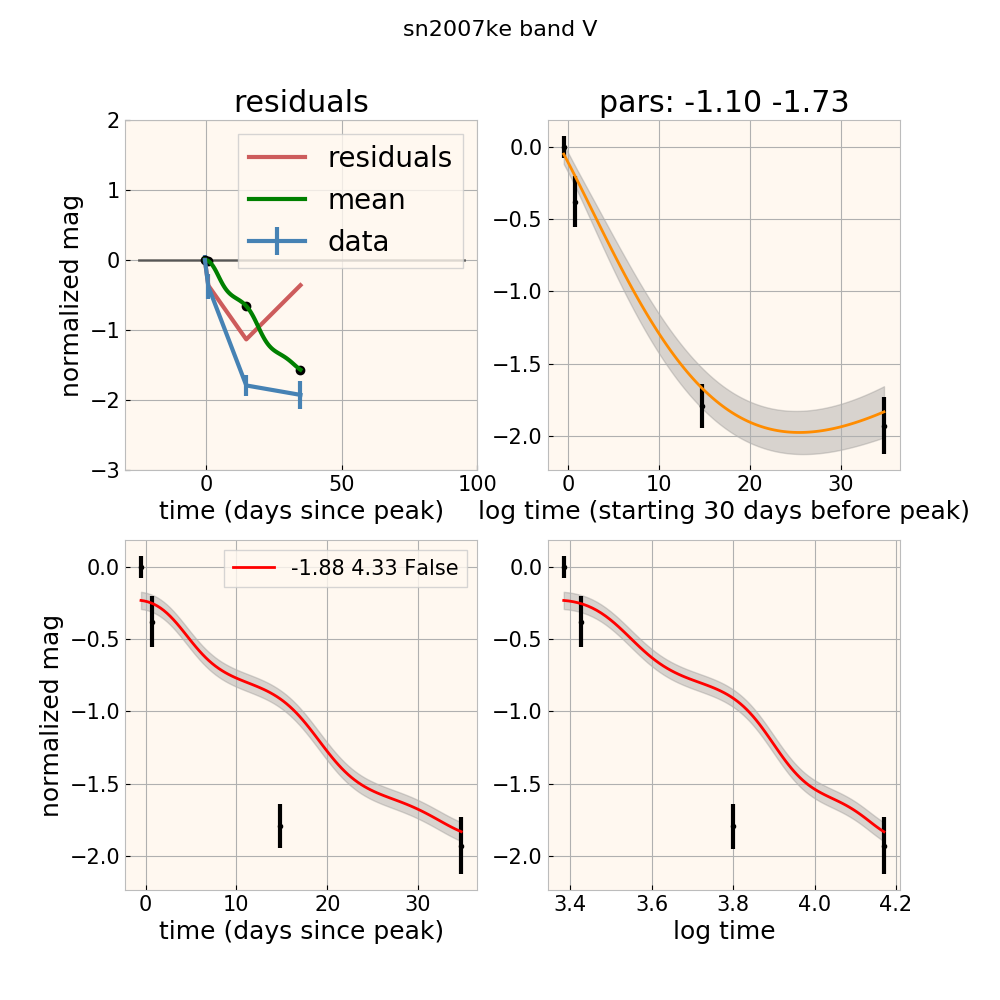 sn2007ke band V
residuals
pars: -1.10 -1.73
2
1
0
−1
−2
−3
normalized mag
residuals
mean
data
0
50
100
time (days since peak)
0.0
−0.5
−1.0
−1.5
−2.0
0
10
20
30
log time (starting 30 days before peak)
0.0
−0.5
−1.0
−1.5
−2.0
normalized mag
-1.88 4.33 False
0
10
20
30
time (days since peak)
0.0
−0.5
−1.0
−1.5
−2.0
3.4
3.6
3.8
4.0
4.2
log time